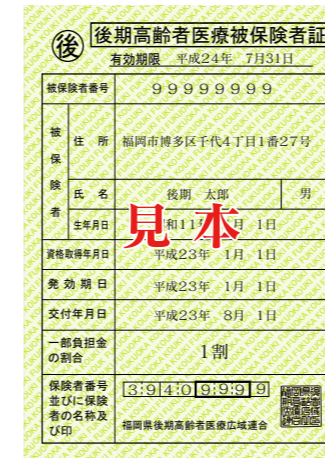 後 後期高齢者医療被保険者証
有効期限 平成24年 7月31日
被保険者番号 99999999
被保険者
住所 福岡市博多区千代4丁目1番27号
氏名 後期 太郎 男
生年月日 和11年 月 1日
見本
資格取得年月日 平成23年 1月 1日
発効期日 平成23年 1月 1日
交付年月日 平成23年 8月 1日
一部負担金の割合 1割
保険者番号並びに保険者の名称及び印 39409999
福岡県後期高齢者医療広域連合